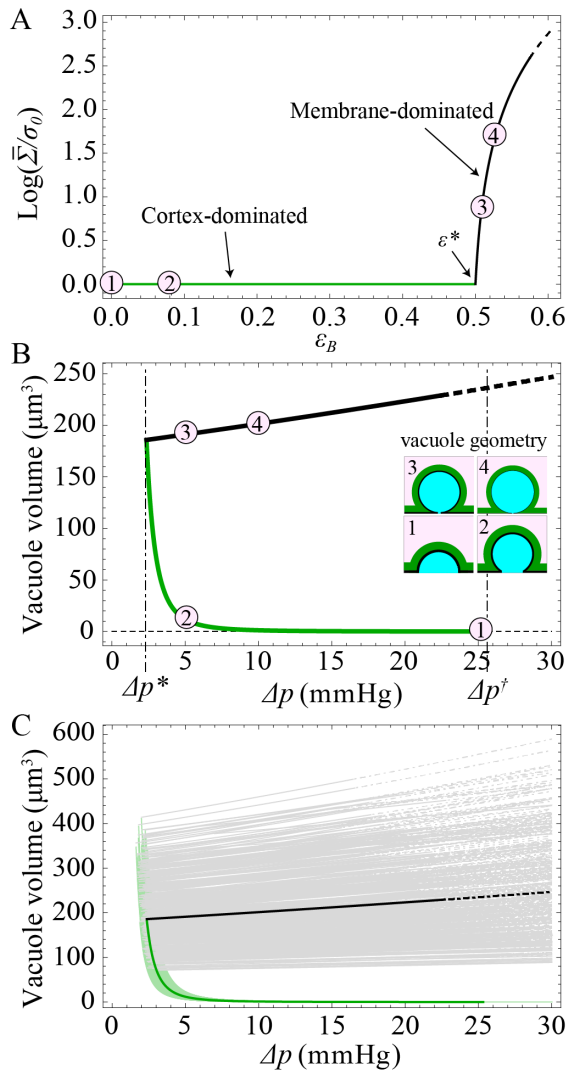 A
3.0
2.5
2.0
1.5
1.0
0.5
0.0
Log(Σ̄/σ₀)
Membrane-dominated
Cortex-dominated
ε*
1
2
3
4
0.0 0.1 0.2 0.3 0.4 0.5 0.6
ε_B
B
250
200
150
100
50
0
Vacuole volume (μm³)
3
4
2
1
vacuole geometry
3 4
1 2
0 5 10 15 20 25 30
Δp* Δp (mmHg) Δp†
C
600
500
400
300
200
100
0
Vacuole volume (μm³)
0 5 10 15 20 25 30
Δp (mmHg)